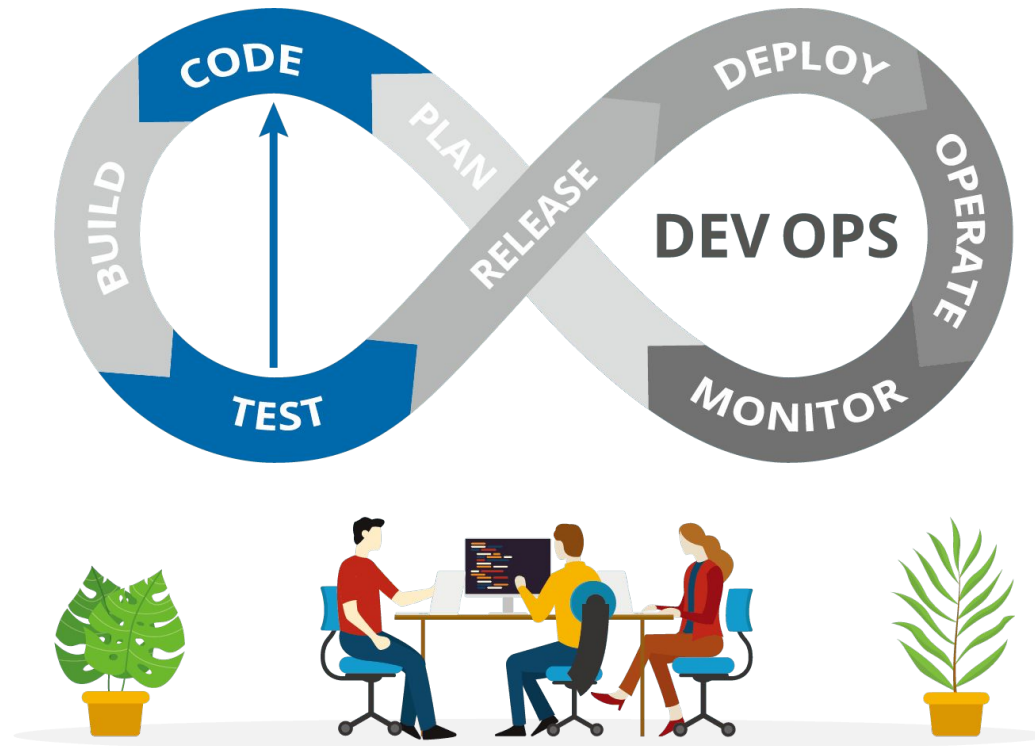 CODE
DEPLOY
PLAN
BUILD
RELEASE
OPERATE
DEV OPS
TEST
MONITOR